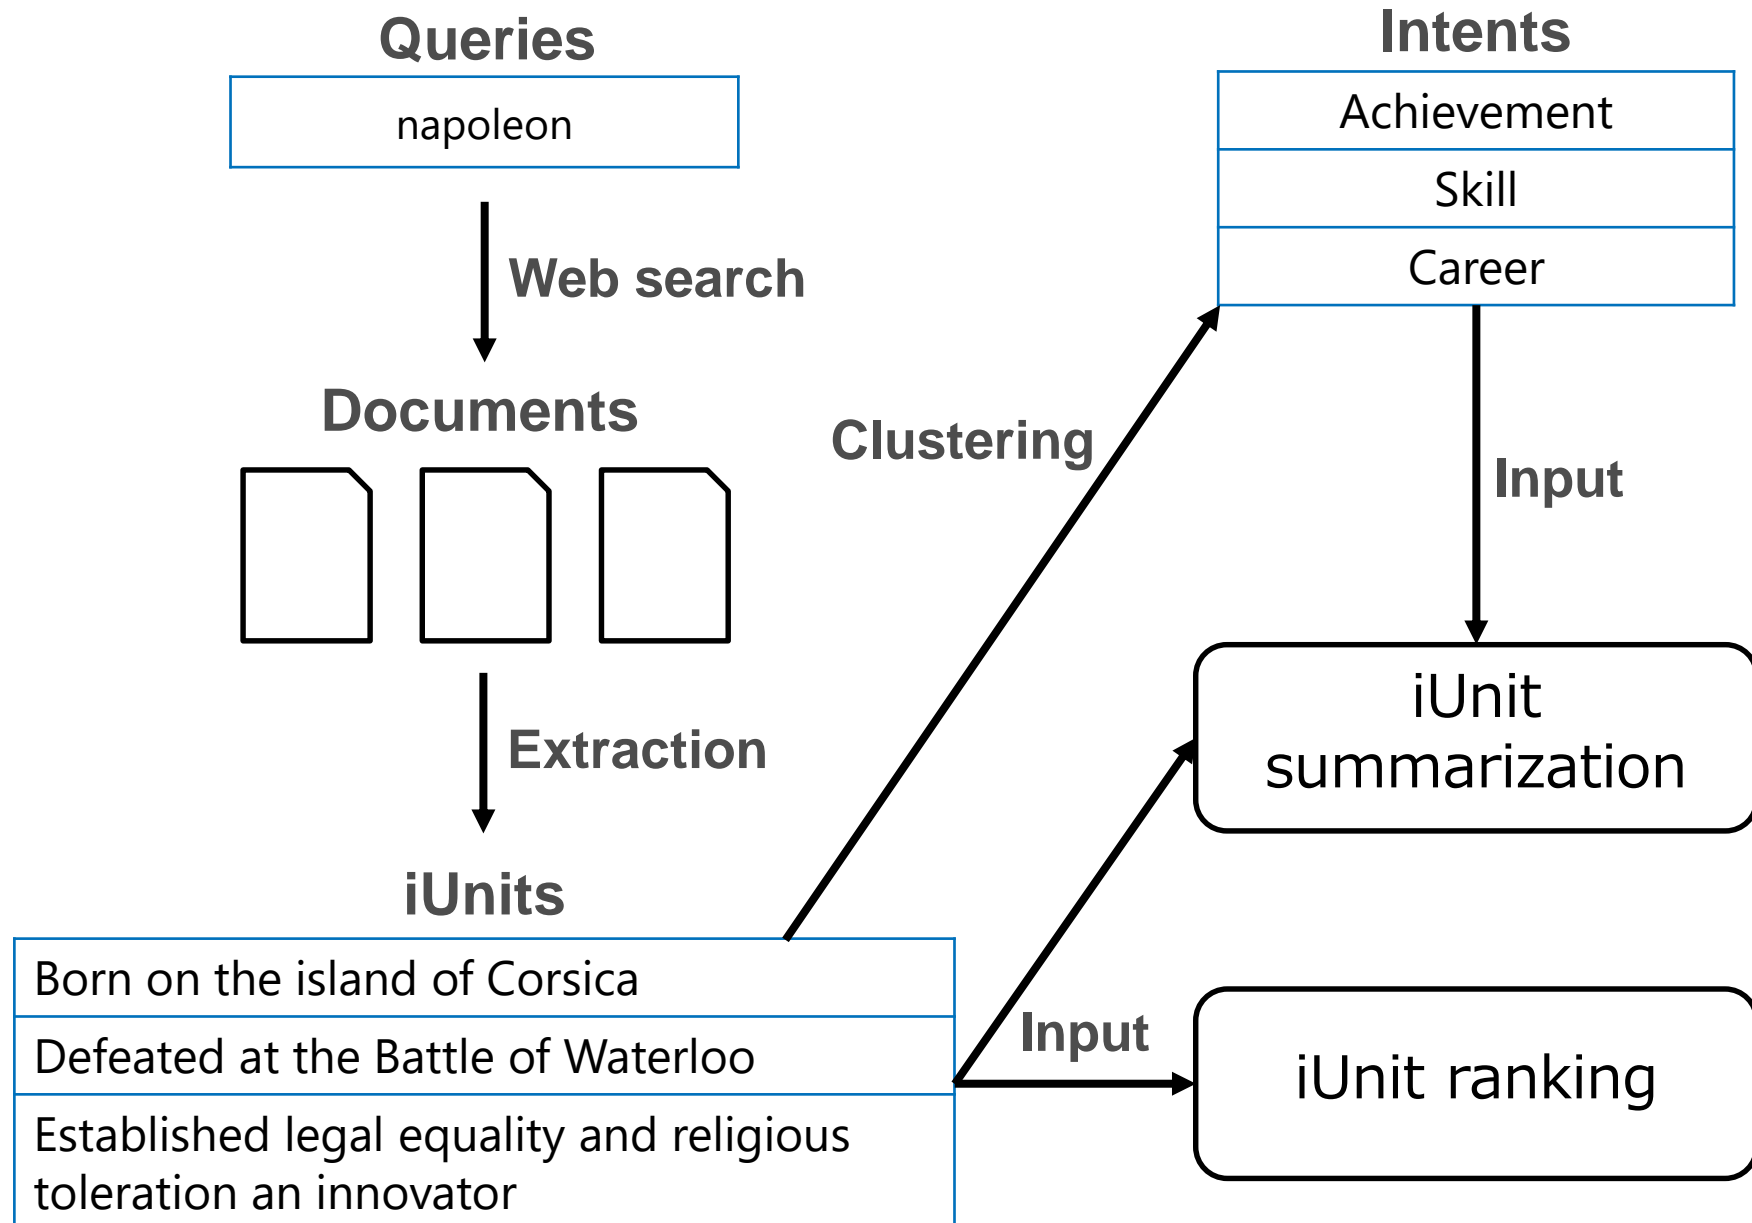 Queries
napoleon
Web search
Documents
Extraction
iUnits
Born on the island of Corsica
Defeated at the Battle of Waterloo
Established legal equality and religious
toleration an innovator
Clustering
Intents
Achievement
Skill
Career
Input
iUnit
summarization
Input
iUnit ranking